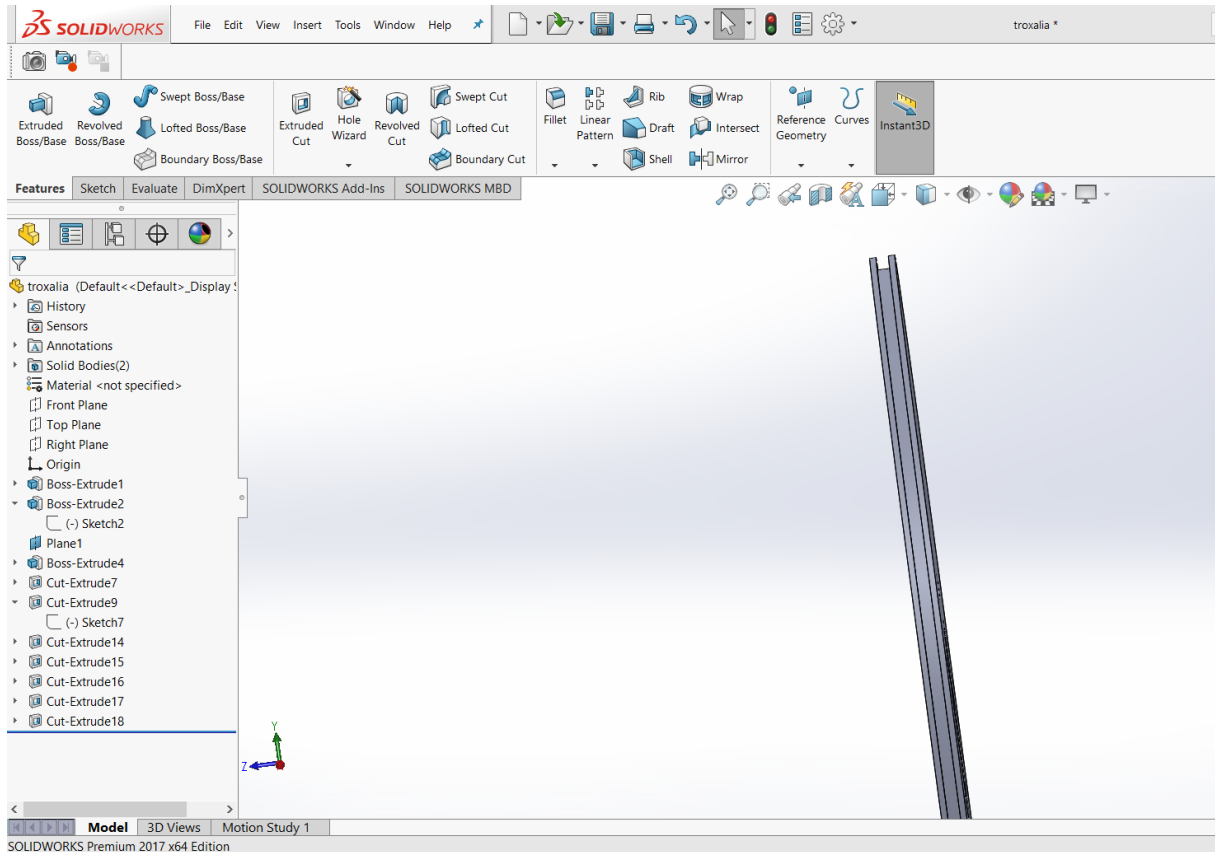 SOLIDWORKS File Edit View Insert Tools Window Help troxalia *
Extruded Boss/Base
Revolved Boss/Base
Swept Boss/Base
Lofted Boss/Base
Boundary Boss/Base
Extruded Cut
Hole Wizard
Revolved Cut
Swept Cut
Lofted Cut
Boundary Cut
Fillet
Linear Pattern
Rib
Draft
Shell
Wrap
Intersect
Mirror
Reference Geometry
Curves
Instant3D
Features Sketch Evaluate DimXpert SOLIDWORKS Add-Ins SOLIDWORKS MBD
troxalia (Default<<Default>_Display
History
Sensors
Annotations
Solid Bodies(2)
Material <not specified>
Front Plane
Top Plane
Right Plane
Origin
Boss-Extrude1
Boss-Extrude2
(-) Sketch2
Plane1
Boss-Extrude4
Cut-Extrude7
Cut-Extrude9
(-) Sketch7
Cut-Extrude14
Cut-Extrude15
Cut-Extrude16
Cut-Extrude17
Cut-Extrude18
Y
Z
Model 3D Views Motion Study 1
SOLIDWORKS Premium 2017 x64 Edition